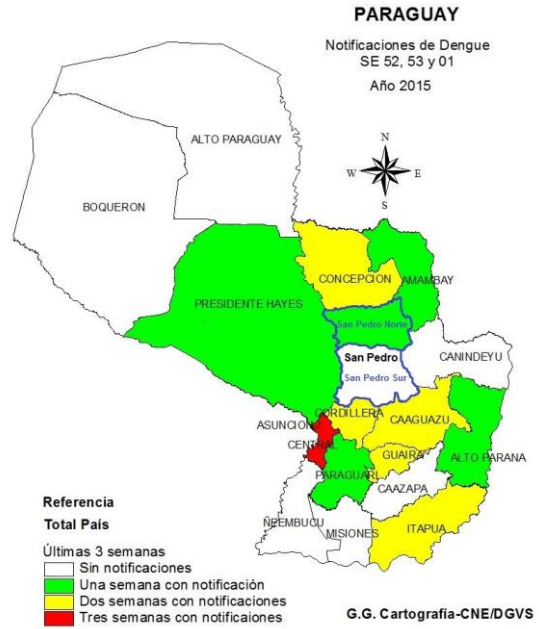 PARAGUAY
Notificaciones de Dengue
SE 52, 53 y 01
Año 2015
N
W
E
S
ALTO PARAGUAY
BOQUERON
CONCEPCION
AMAMBAY
PRESIDENTE HAYES
San Pedro Norte
San Pedro
CANINDEYU
San Pedro Sur
CORDILLERA
CAAGUAZU
ASUNCION
CENTRAL
GUAIRA
ALTO PARANA
PARAGUARI
CAAZAPA
ÑEEMBUCU
MISIONES
ITAPUA
Referencia
Total País
Últimas 3 semanas
Sin notificaciones
Una semana con notificación
Dos semanas con notificaciones
Tres semanas con notificaiones
G.G. Cartografía-CNE/DGVS